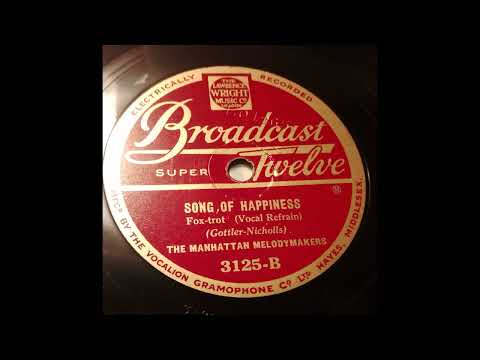 ELECTRICALLY RECORDED
THE
LAWRENCE
WRIGHT
MUSIC CO
Broadcast
SUPER Twelve
SONG OF HAPPINESS
Fox-trot (Vocal Refrain)
(Gottler-Nicholls)
THE MANHATTAN MELODYMAKERS
3125-B
MFD. BY THE VOCALION GRAMOPHONE CO. LTD HAYES, MIDDLESEX.